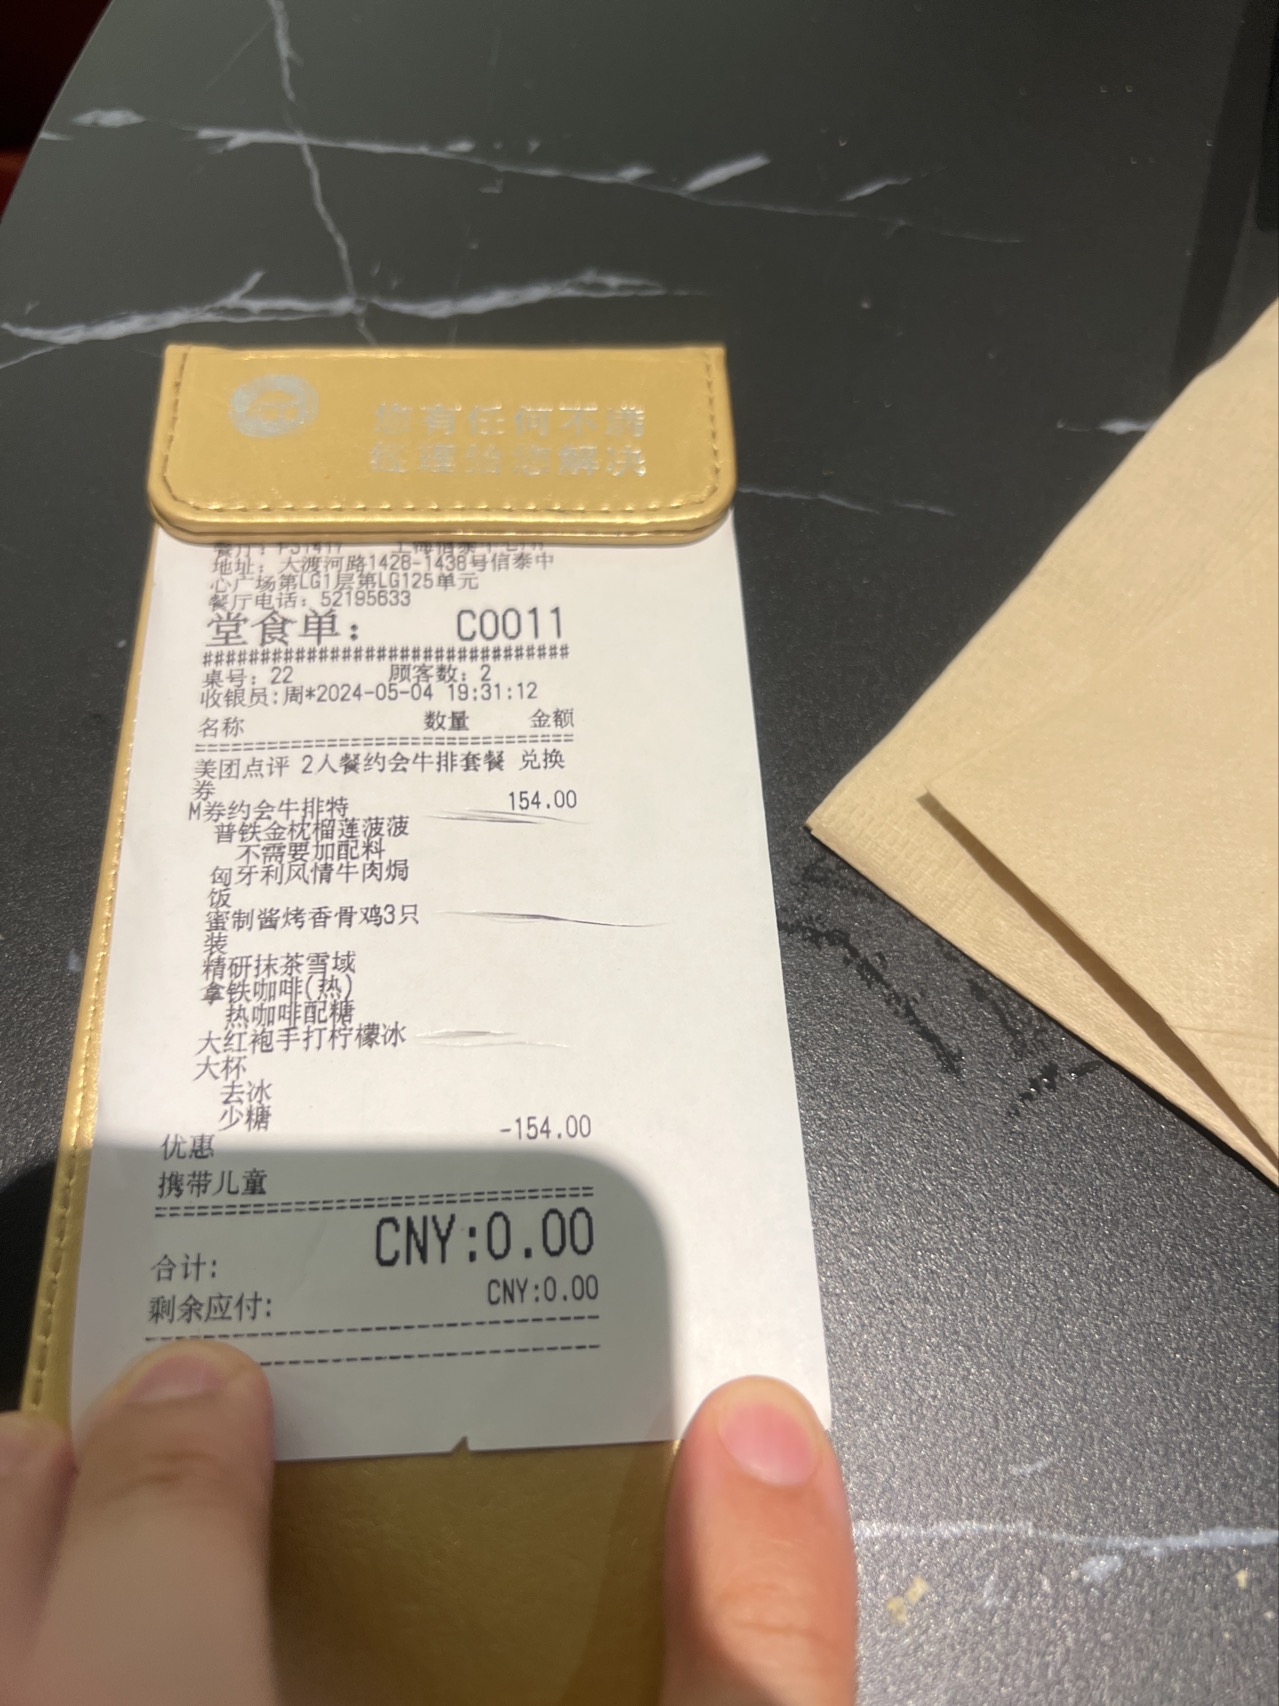 您有任何不满
经理给您解决
地址: 大渡河路1428-1438号信泰中
心广场第LG1层第LG125单元
餐厅电话: 52195633
堂食单: C0011
################################
桌号: 22 顾客数: 2
收银员:周*2024-05-04 19:31:12
名称 数量 金额
================================
美团点评 2人餐约会牛排套餐 兑换
券
M券约会牛排特 154.00
普铁金枕榴莲菠菠
不需要加配料
匈牙利风情牛肉焗
饭
蜜制酱烤香骨鸡3只
装
精研抹茶雪域
拿铁咖啡(热)
热咖啡配糖
大红袍手打柠檬冰
大杯
去冰
少糖
优惠 -154.00
携带儿童
================================
合计: CNY:0.00
剩余应付: CNY:0.00